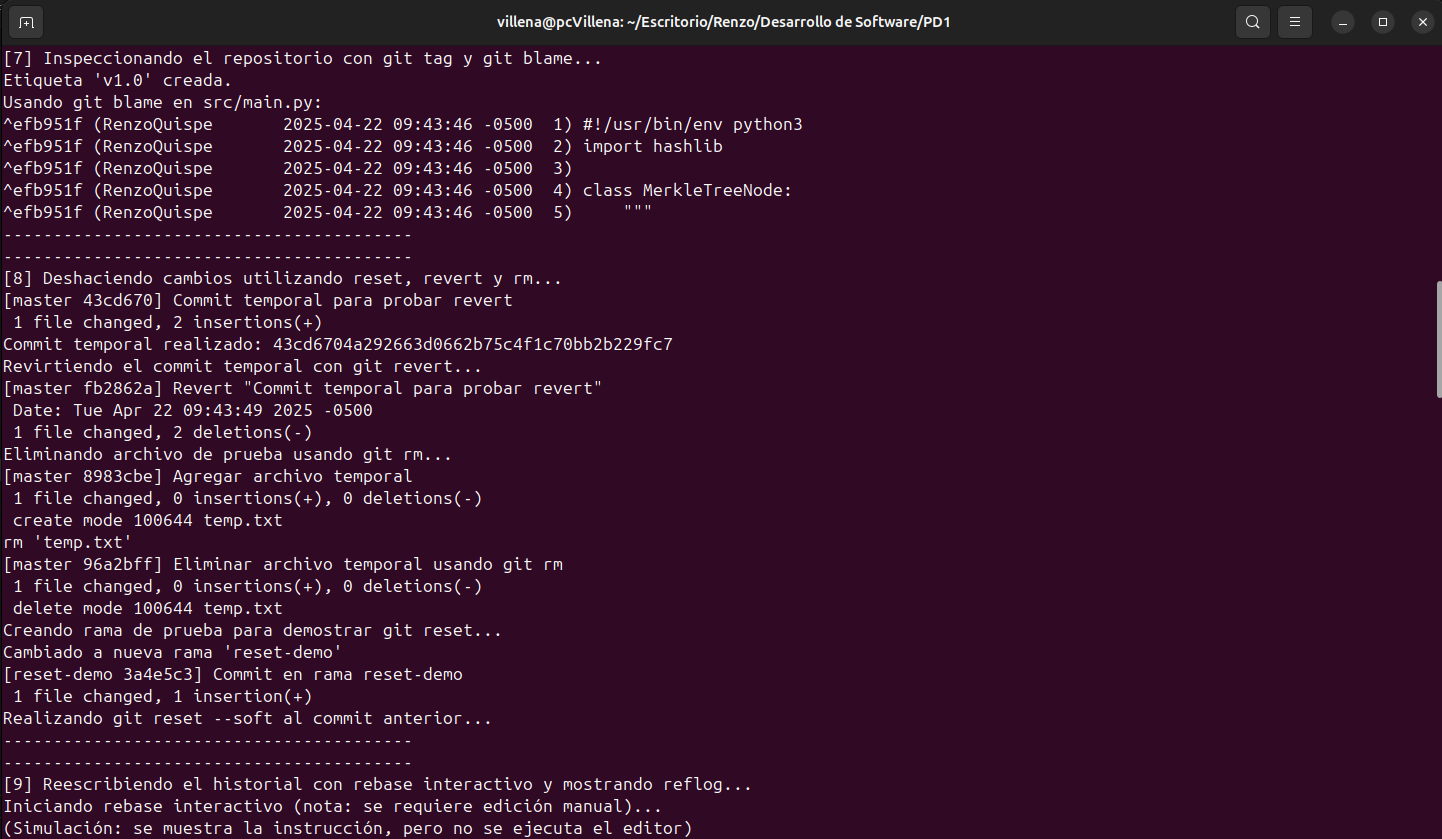 villena@pcVillena: ~/Escritorio/Renzo/Desarrollo de Software/PD1
[7] Inspeccionando el repositorio con git tag y git blame...
Etiqueta 'v1.0' creada.
Usando git blame en src/main.py:
^efb951f (RenzoQuispe       2025-04-22 09:43:46 -0500  1) #!/usr/bin/env python3
^efb951f (RenzoQuispe       2025-04-22 09:43:46 -0500  2) import hashlib
^efb951f (RenzoQuispe       2025-04-22 09:43:46 -0500  3)
^efb951f (RenzoQuispe       2025-04-22 09:43:46 -0500  4) class MerkleTreeNode:
^efb951f (RenzoQuispe       2025-04-22 09:43:46 -0500  5)     """
-----------------------------------------
-----------------------------------------
[8] Deshaciendo cambios utilizando reset, revert y rm...
[master 43cd670] Commit temporal para probar revert
 1 file changed, 2 insertions(+)
Commit temporal realizado: 43cd6704a292663d0662b75c4f1c70bb2b229fc7
Revirtiendo el commit temporal con git revert...
[master fb2862a] Revert "Commit temporal para probar revert"
 Date: Tue Apr 22 09:43:49 2025 -0500
 1 file changed, 2 deletions(-)
Eliminando archivo de prueba usando git rm...
[master 8983cbe] Agregar archivo temporal
 1 file changed, 0 insertions(+), 0 deletions(-)
 create mode 100644 temp.txt
rm 'temp.txt'
[master 96a2bff] Eliminar archivo temporal usando git rm
 1 file changed, 0 insertions(+), 0 deletions(-)
 delete mode 100644 temp.txt
Creando rama de prueba para demostrar git reset...
Cambiado a nueva rama 'reset-demo'
[reset-demo 3a4e5c3] Commit en rama reset-demo
 1 file changed, 1 insertion(+)
Realizando git reset --soft al commit anterior...
-----------------------------------------
-----------------------------------------
[9] Reescribiendo el historial con rebase interactivo y mostrando reflog...
Iniciando rebase interactivo (nota: se requiere edición manual)...
(Simulación: se muestra la instrucción, pero no se ejecuta el editor)